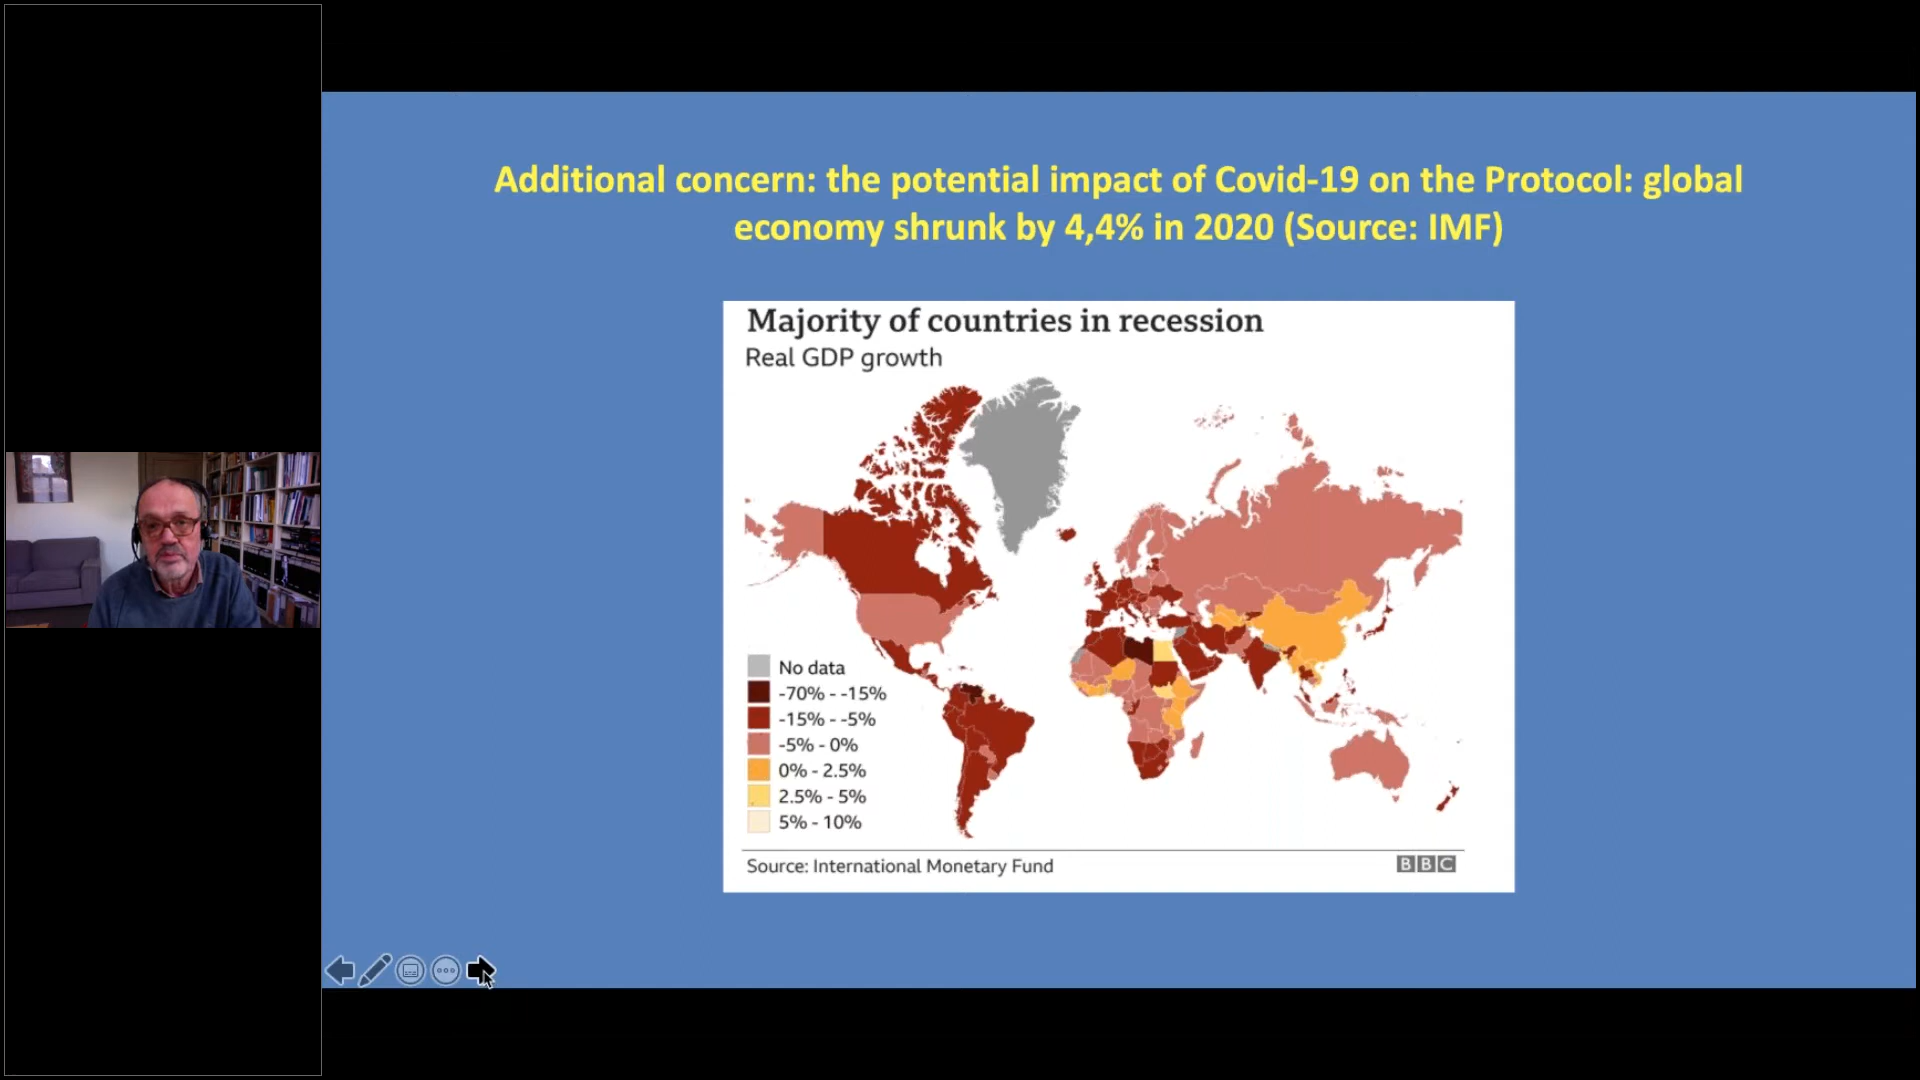 Additional concern: the potential impact of Covid-19 on the Protocol: global
economy shrunk by 4,4% in 2020 (Source: IMF)
Majority of countries in recession
Real GDP growth
No data
-70% - -15%
-15% - -5%
-5% - 0%
0% - 2.5%
2.5% - 5%
5% - 10%
Source: International Monetary Fund
BBC